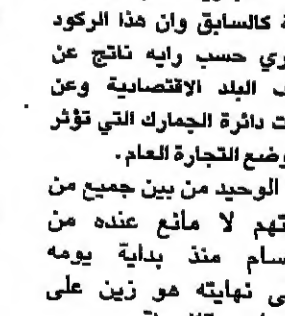 ة كالسابق وان هذا الركود
ري حسب رايه ناتج عن
البلد الاقتصادية وعن
ت دائرة الجمارك التي تؤثر
وضع التجارة العام.
الوحيد من بين جميع من
تهم لا مانع عنده من
سام منذ بداية يومه
ى نهايته هو زين على